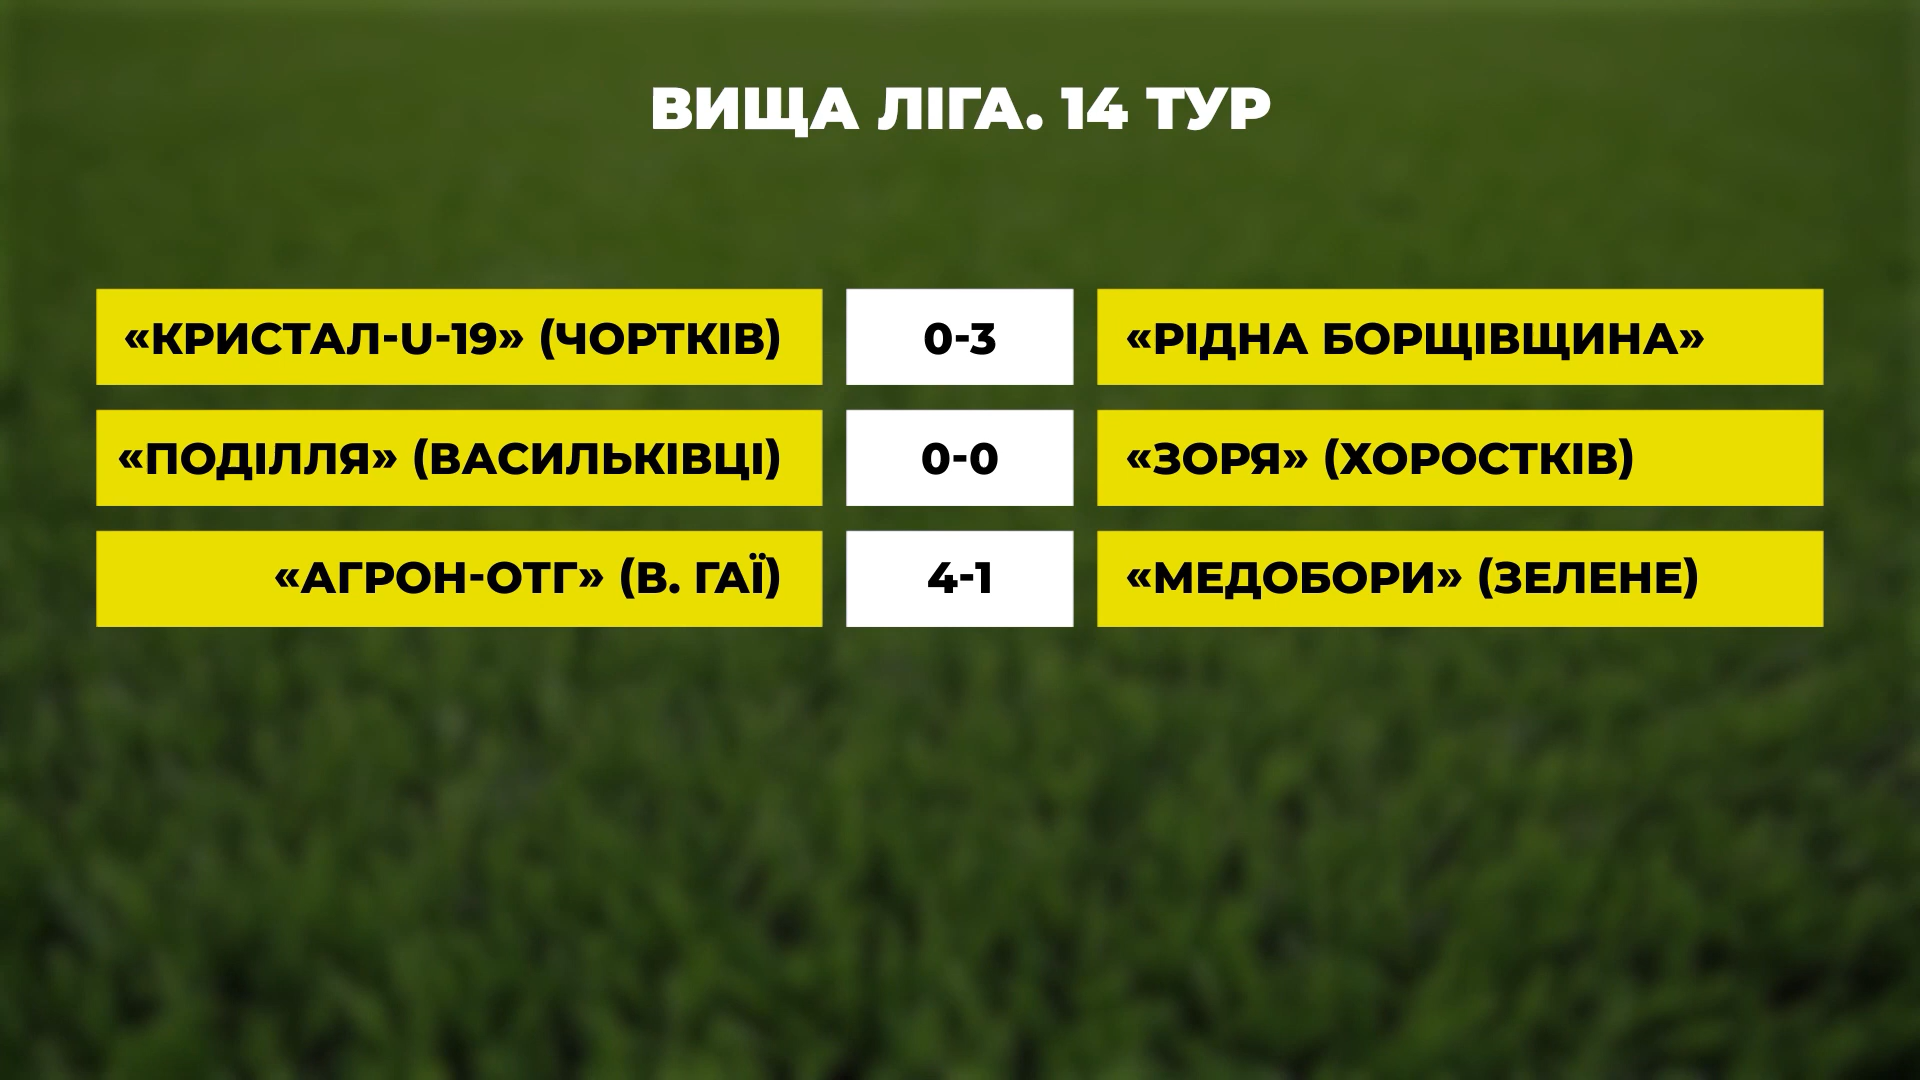 ВИЩА ЛІГА. 14 ТУР
«КРИСТАЛ-U-19» (ЧОРТКІВ) 0-3 «РІДНА БОРЩІВЩИНА»
«ПОДІЛЛЯ» (ВАСИЛЬКІВЦІ) 0-0 «ЗОРЯ» (ХОРОСТКІВ)
«АГРОН-ОТГ» (В. ГАЇ) 4-1 «МЕДОБОРИ» (ЗЕЛЕНЕ)